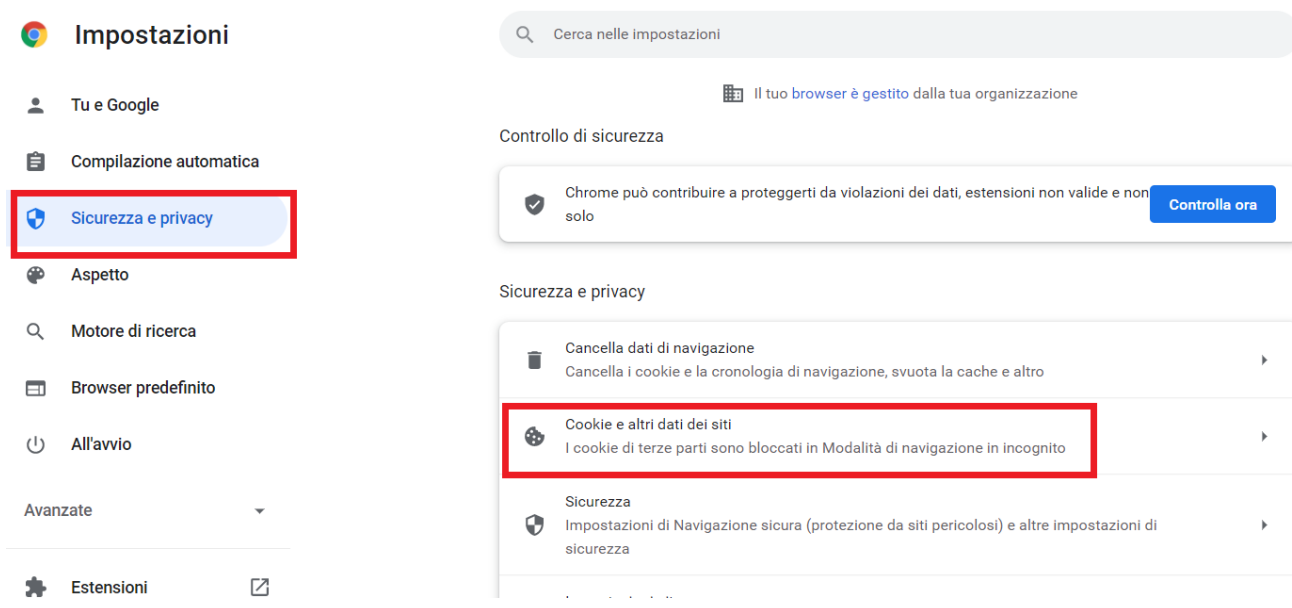 Impostazioni
Tu e Google
Compilazione automatica
Sicurezza e privacy
Aspetto
Motore di ricerca
Browser predefinito
All'avvio
Avanzate
Estensioni
Cerca nelle impostazioni
Il tuo browser è gestito dalla tua organizzazione
Controllo di sicurezza
Chrome può contribuire a proteggerti da violazioni dei dati, estensioni non valide e non
solo
Controlla ora
Sicurezza e privacy
Cancella dati di navigazione
Cancella i cookie e la cronologia di navigazione, svuota la cache e altro
Cookie e altri dati dei siti
I cookie di terze parti sono bloccati in Modalità di navigazione in incognito
Sicurezza
Impostazioni di Navigazione sicura (protezione da siti pericolosi) e altre impostazioni di
sicurezza